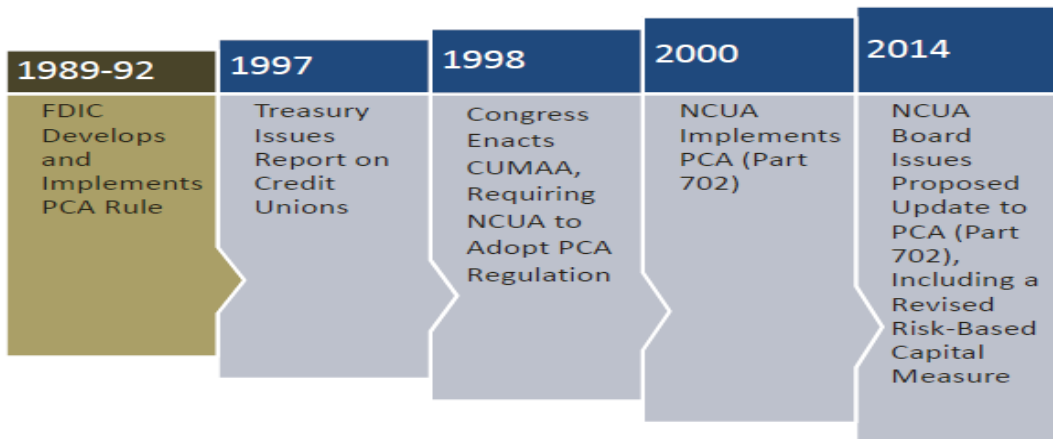 1989-92
FDIC
Develops
and
Implements
PCA Rule
1997
Treasury
Issues
Report on
Credit
Unions
1998
Congress
Enacts
CUMAA,
Requiring
NCUA to
Adopt PCA
Regulation
2000
NCUA
Implements
PCA (Part
702)
2014
NCUA
Board
Issues
Proposed
Update to
PCA (Part
702),
Including a
Revised
Risk-Based
Capital
Measure